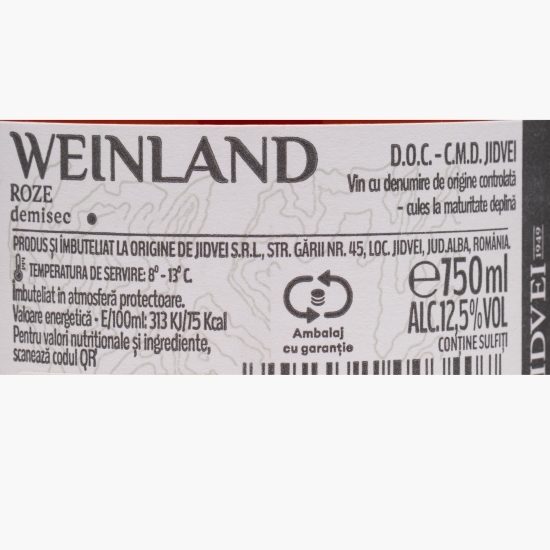 WEINLAND
ROZE
demisec
D.O.C. - C.M.D. JIDVEI
Vin cu denumire de origine controlată
- cules la maturitate deplină
PRODUS ȘI ÎMBUTELIAT LA ORIGINE DE JIDVEI S.R.L., STR. GĂRII NR. 45, LOC. JIDVEI, JUD.ALBA, ROMÂNIA.
TEMPERATURA DE SERVIRE: 8° - 13° C.
Îmbuteliat în atmosferă protectoare.
Valoare energetică - E/100ml: 313 KJ/75 Kcal
Pentru valori nutriționale și ingrediente,
scanează codul QR
Ambalaj
cu garanție
e750ml
ALC.12,5%VOL
CONȚINE SULFIȚI
JIDVEI 1949